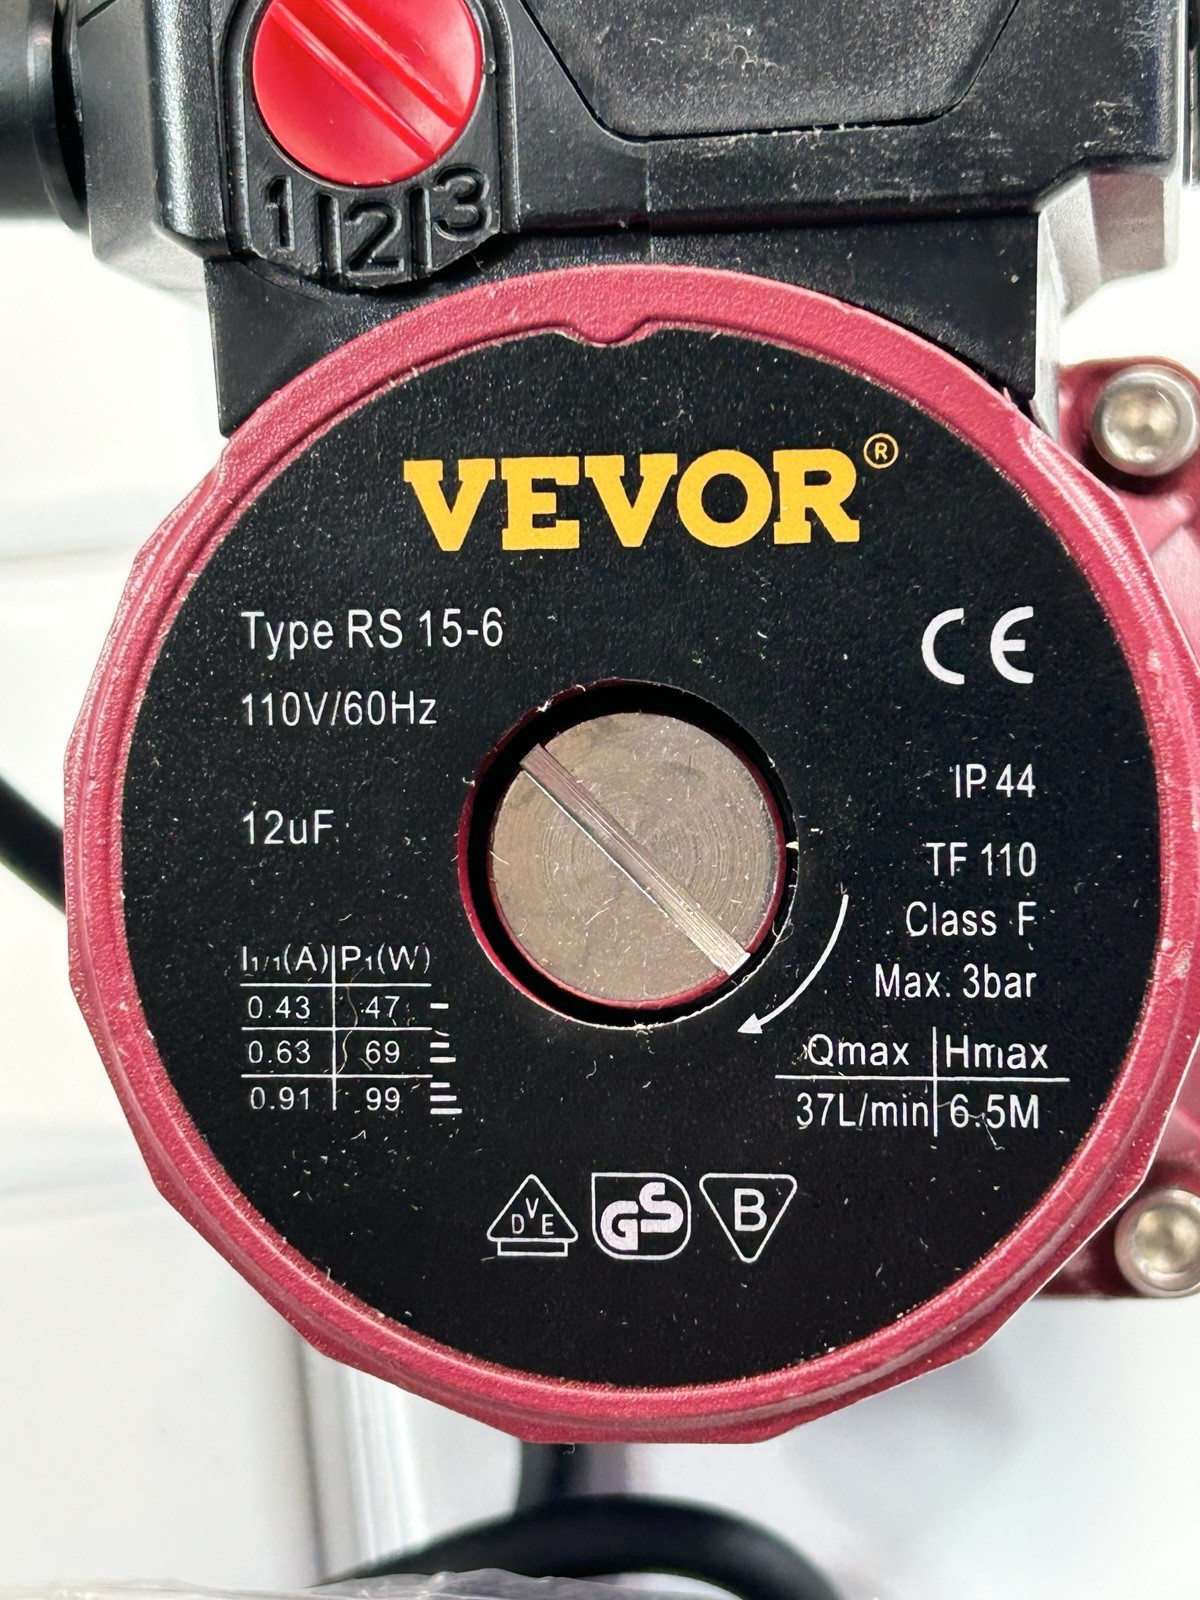 1 2 3
VEVOR®
Type RS 15-6
CE
110V/60Hz
IP 44
12uF
TF 110
Class F
Max. 3bar
I1/1(A) P1(W)
0.43 47
0.63 69
0.91 99
Qmax Hmax
37L/min 6.5M
DVE GS B